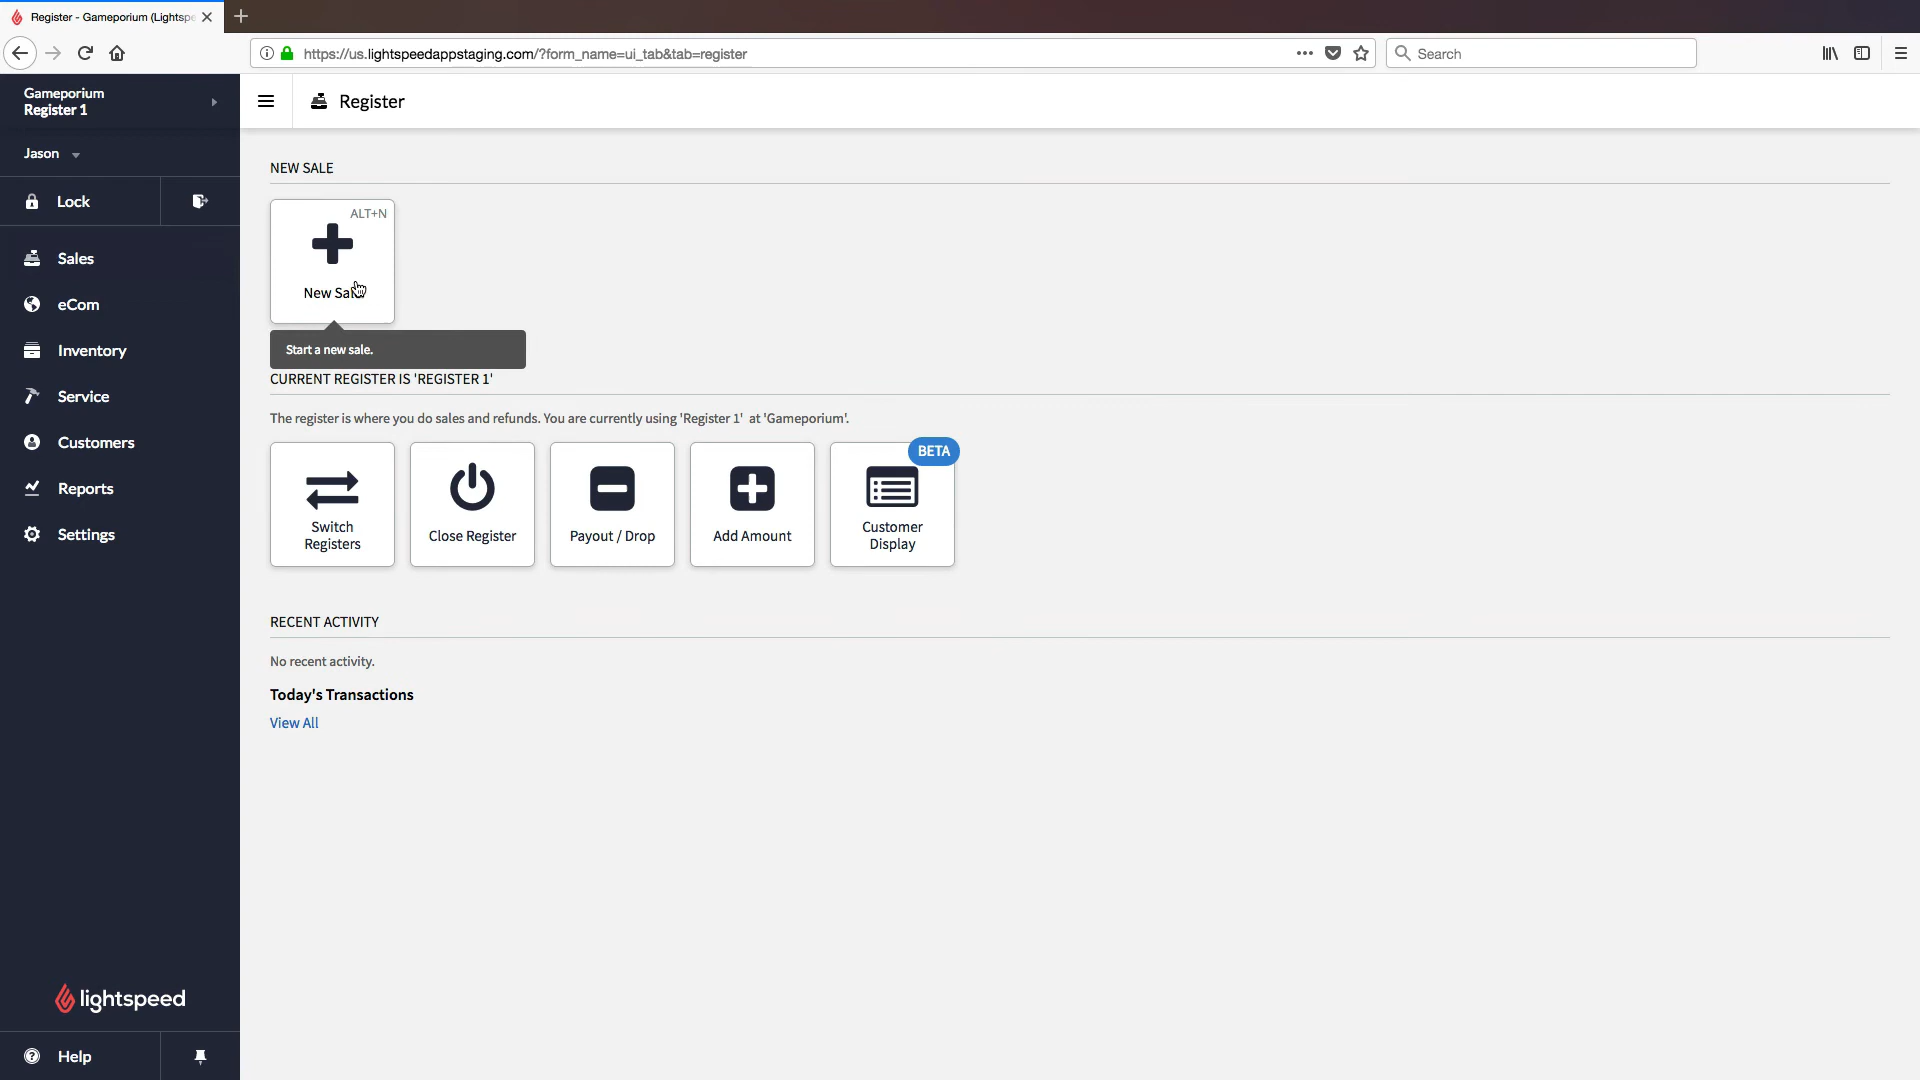 Register - Gameporium (Lightsp
https://us.lightspeedappstaging.com/?form_name=ui_tab&tab=register
Search
Gameporium
Register 1
Jason
Lock
Sales
eCom
Inventory
Service
Customers
Reports
Settings
lightspeed
Help
Register
NEW SALE
ALT+N
New Sale
Start a new sale.
CURRENT REGISTER IS 'REGISTER 1'
The register is where you do sales and refunds. You are currently using 'Register 1' at 'Gameporium'.
Switch
Registers
Close Register
Payout / Drop
Add Amount
BETA
Customer
Display
RECENT ACTIVITY
No recent activity.
Today's Transactions
View All